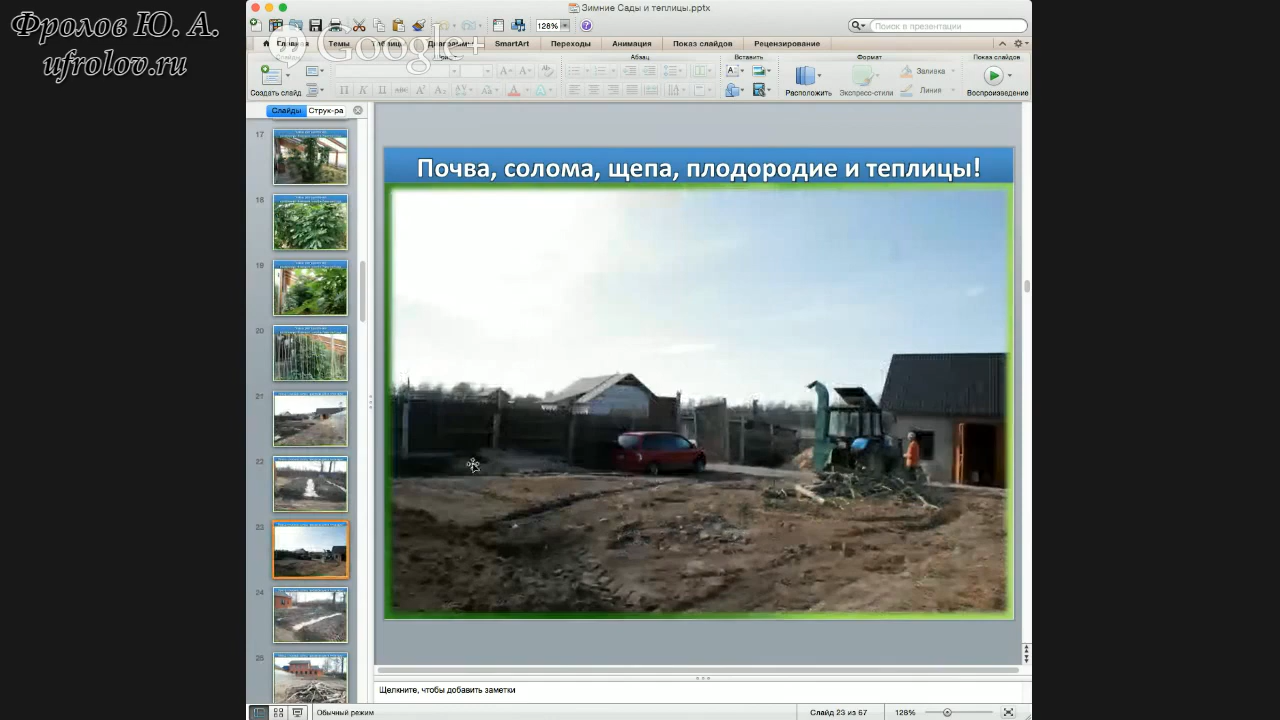 Фролов Ю. А.
ufrolov.ru
Google+
Зимние Сады и теплицы.pptx
128%
Поиск в презентации
Темы
SmartArt
Переходы
Анимация
Показ слайдов
Рецензирование
Абзац
Вставить
Формат
Показ слайдов
Создать слайд
Расположить
Экспресс-стили
Заливка
Линия
Воспроизведение
Слайды
Струк-ра
17
18
19
20
21
22
23
24
25
Почва, солома, щепа, плодородие и теплицы!
Щелкните, чтобы добавить заметки
Обычный режим
Слайд 23 из 67
128%